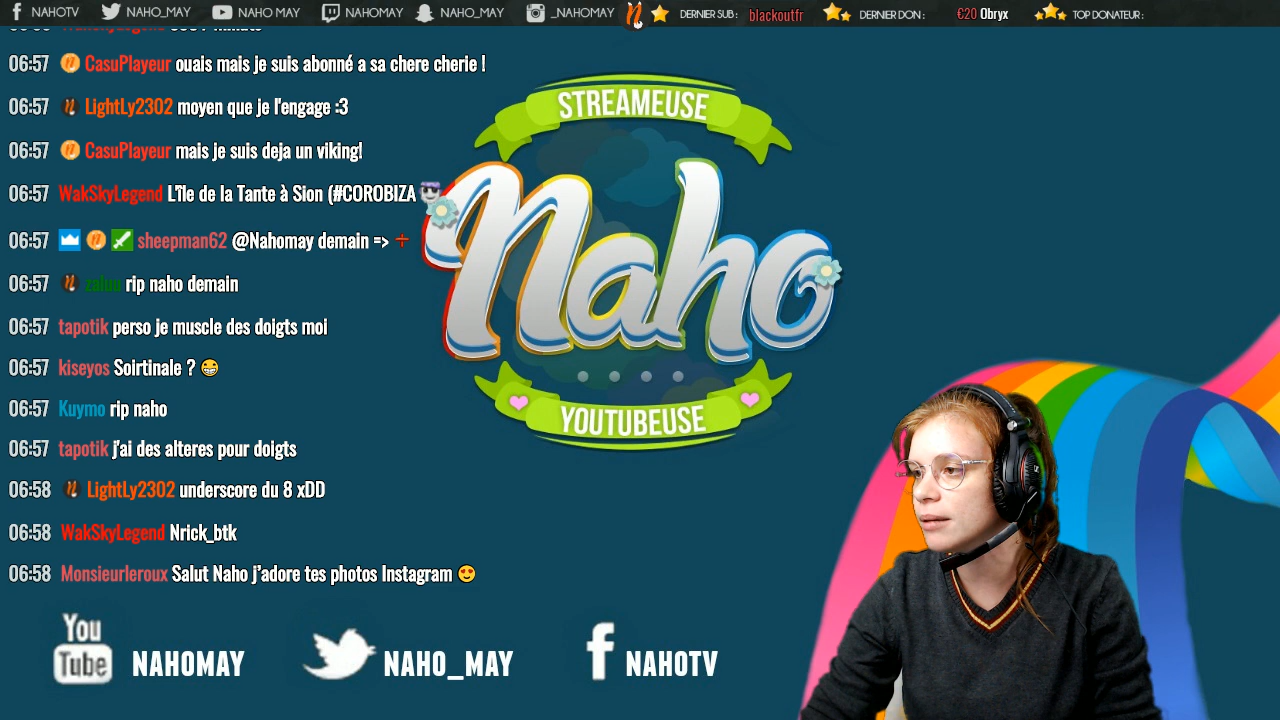 NAHOTV NAHO_MAY NAHO MAY NAHOMAY NAHO_MAY _NAHOMAY DERNIER SUB : blackoutfr DERNIER DON : €20 Obryx TOP DONATEUR :
06:57 CasuPlayeur ouais mais je suis abonné a sa chere cherie !
06:57 LightLy2302 moyen que je l'engage :3
06:57 CasuPlayeur mais je suis deja un viking!
06:57 WakSkyLegend L'île de la Tante à Sion (#COROBIZA
06:57 sheepman62 @Nahomay demain =>
06:57 rip naho demain
06:57 tapotik perso je muscle des doigts moi
06:57 kiseyos Soirtinale ? 😁
06:57 Kuymo rip naho
06:57 tapotik j'ai des alteres pour doigts
06:58 LightLy2302 underscore du 8 xDD
06:58 WakSkyLegend Nrick_btk
06:58 Monsieurleroux Salut Naho j'adore tes photos Instagram 😍
STREAMEUSE
Naho
YOUTUBEUSE
You
Tube
NAHOMAY NAHO_MAY NAHOTV